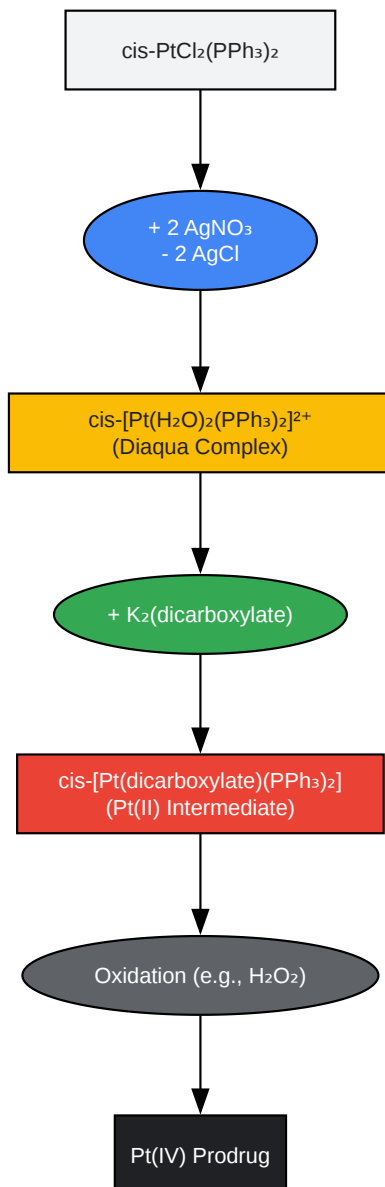 cis-PtCl₂(PPh₃)₂
+ 2 AgNO₃
- 2 AgCl
cis-[Pt(H₂O)₂(PPh₃)₂]²⁺
(Diaqua Complex)
+ K₂(dicarboxylate)
cis-[Pt(dicarboxylate)(PPh₃)₂]
(Pt(II) Intermediate)
Oxidation (e.g., H₂O₂)
Pt(IV) Prodrug